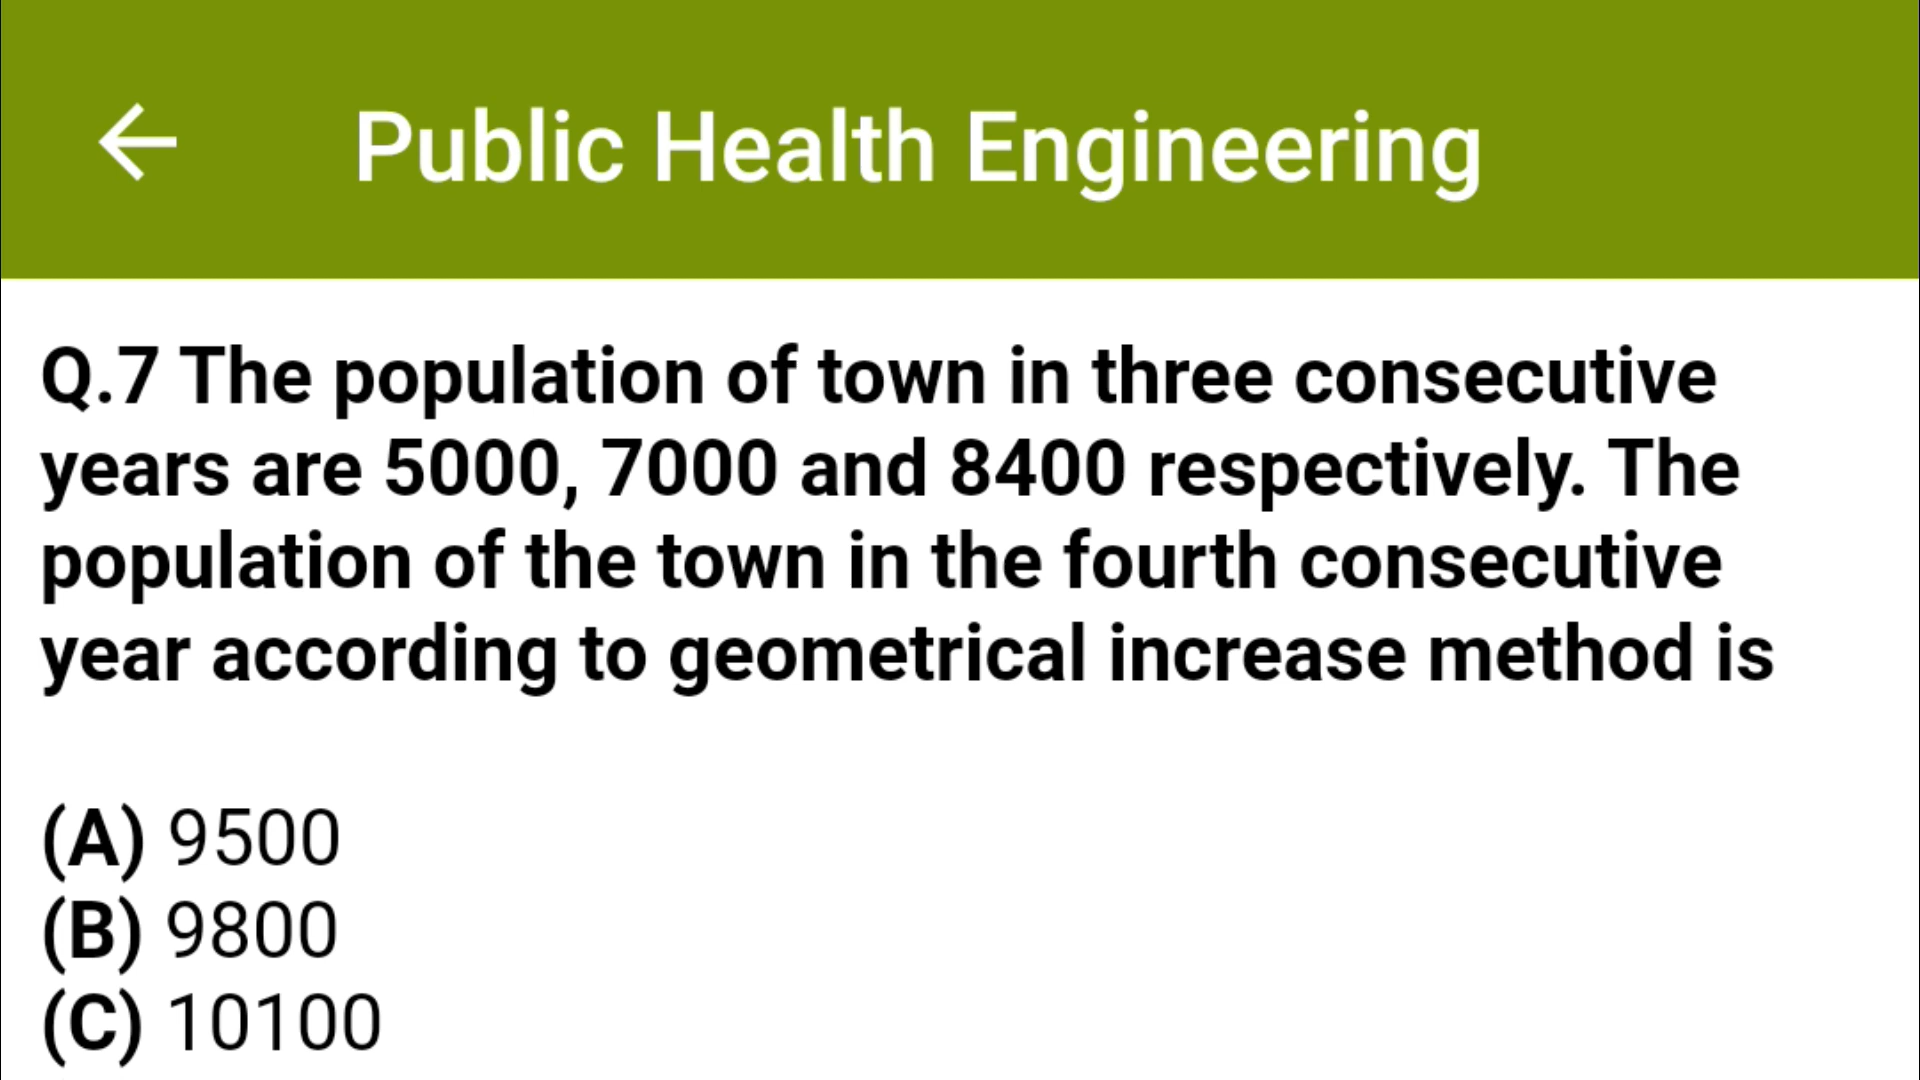 Public Health Engineering
Q.7 The population of town in three consecutive
years are 5000, 7000 and 8400 respectively. The
population of the town in the fourth consecutive
year according to geometrical increase method is
(A) 9500
(B) 9800
(C) 10100